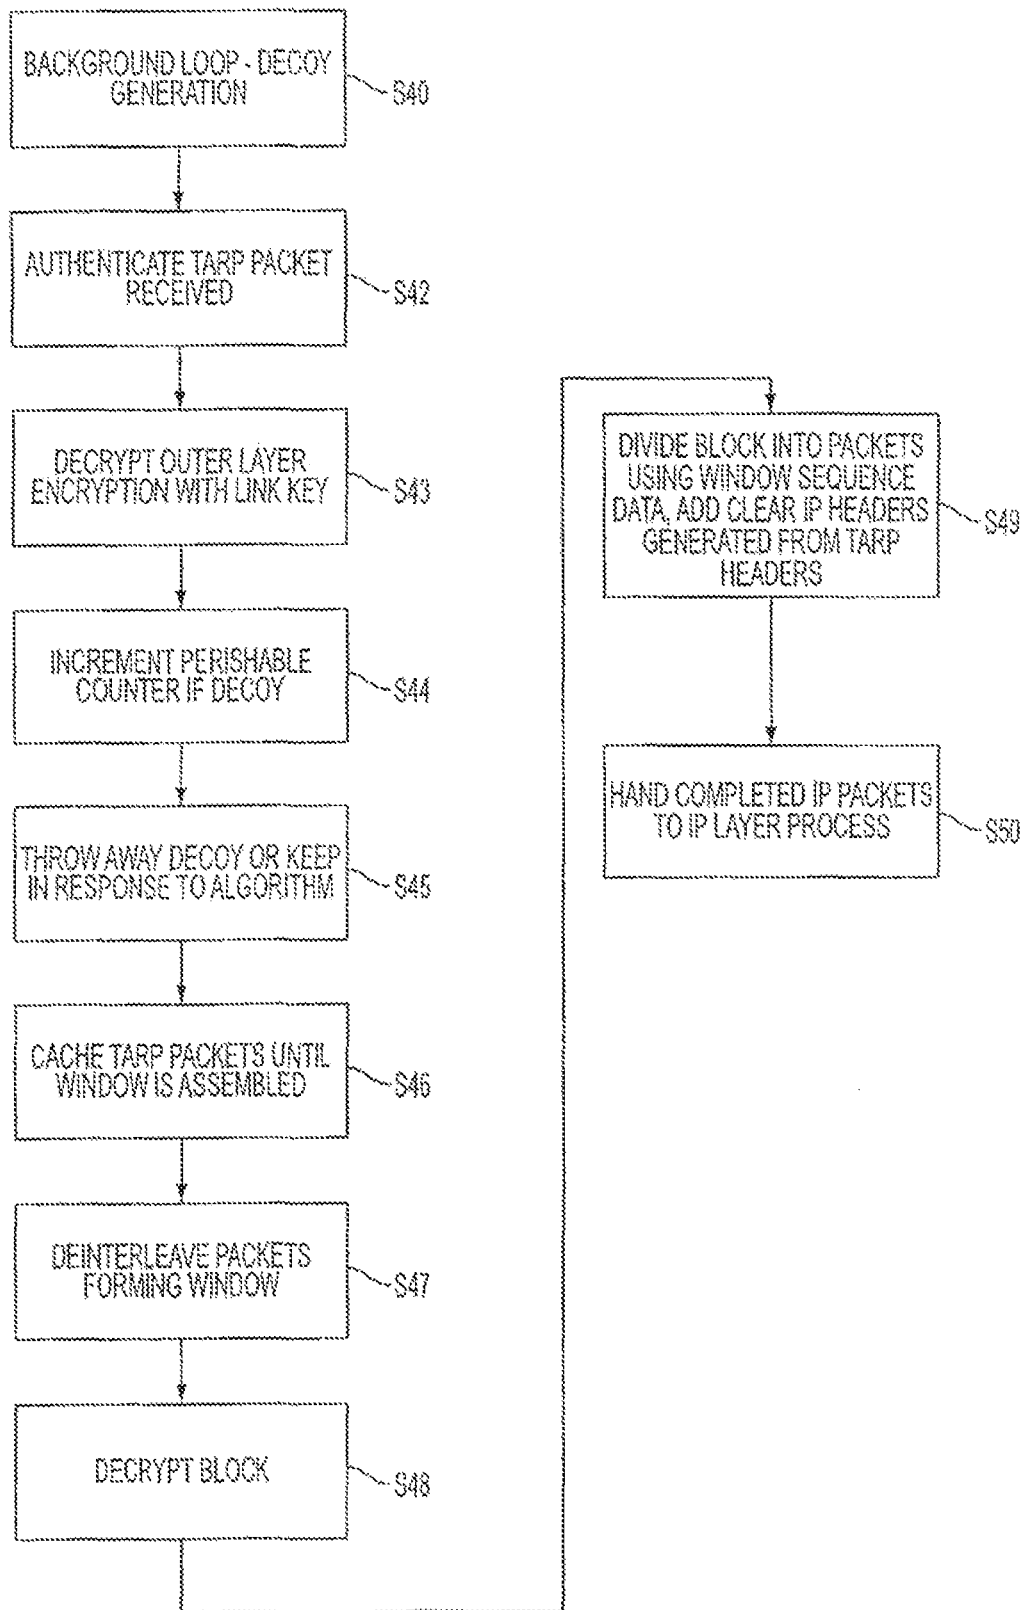 BACKGROUND LOOP - DECOY
GENERATION
S40
AUTHENTICATE TARP PACKET
RECEIVED
S42
DECRYPT OUTER LAYER
ENCRYPTION WITH LINK KEY
S43
INCREMENT PERISHABLE
COUNTER IF DECOY
S44
THROW AWAY DECOY OR KEEP
IN RESPONSE TO ALGORITHM
S45
CACHE TARP PACKETS UNTIL
WINDOW IS ASSEMBLED
S46
DEINTERLEAVE PACKETS
FORMING WINDOW
S47
DECRYPT BLOCK
S48
DIVIDE BLOCK INTO PACKETS
USING WINDOW SEQUENCE
DATA, ADD CLEAR IP HEADERS
GENERATED FROM TARP
HEADERS
S49
HAND COMPLETED IP PACKETS
TO IP LAYER PROCESS
S50